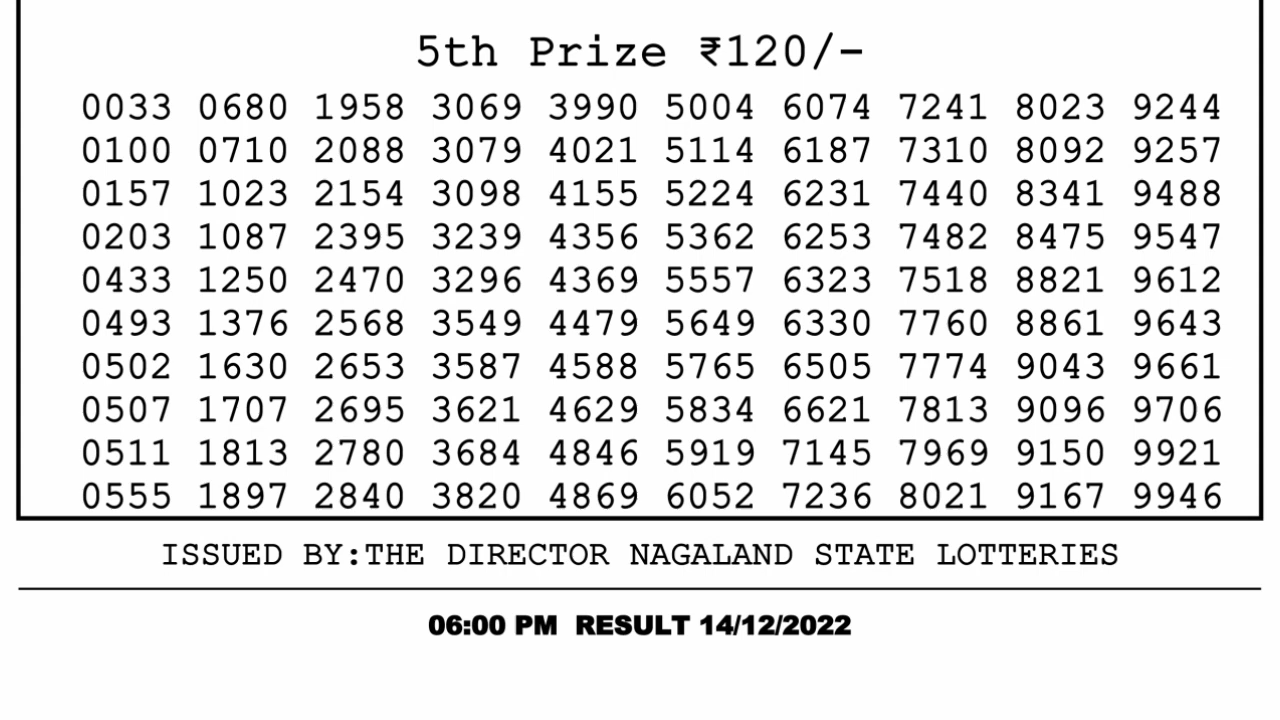 5th Prize ₹120/-
0033 0680 1958 3069 3990 5004 6074 7241 8023 9244
0100 0710 2088 3079 4021 5114 6187 7310 8092 9257
0157 1023 2154 3098 4155 5224 6231 7440 8341 9488
0203 1087 2395 3239 4356 5362 6253 7482 8475 9547
0433 1250 2470 3296 4369 5557 6323 7518 8821 9612
0493 1376 2568 3549 4479 5649 6330 7760 8861 9643
0502 1630 2653 3587 4588 5765 6505 7774 9043 9661
0507 1707 2695 3621 4629 5834 6621 7813 9096 9706
0511 1813 2780 3684 4846 5919 7145 7969 9150 9921
0555 1897 2840 3820 4869 6052 7236 8021 9167 9946
ISSUED BY:THE DIRECTOR NAGALAND STATE LOTTERIES
06:00 PM RESULT 14/12/2022